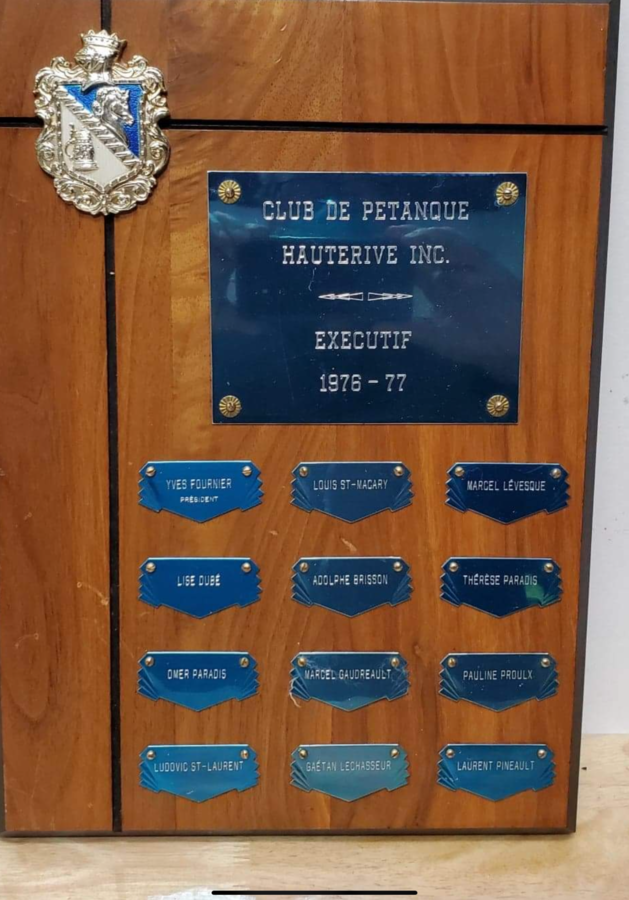 CLUB DE PETANQUE
HAUTERIVE INC.
EXECUTIF
1976 - 77
YVES FOURNIER
PRÉSIDENT
LOUIS ST-MAGARY
MARCEL LÉVESQUE
LISE DUBÉ
ADOLPHE BRISSON
THÉRÈSE PARADIS
OMER PARADIS
MARCEL GAUDREAULT
PAULINE PROULX
LUDOVIC ST-LAURENT
GAÉTAN LECHASSEUR
LAURENT PINEAULT